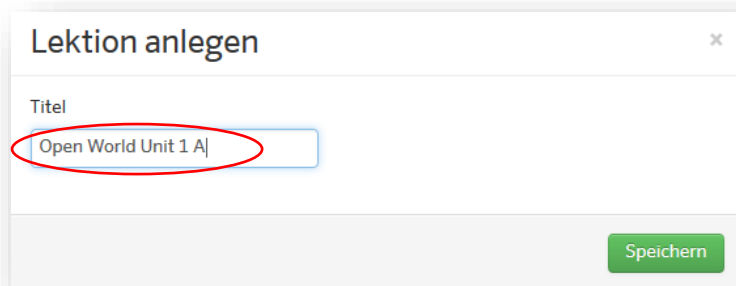 Lektion anlegen
×
Titel
Open World Unit 1 A
Speichern